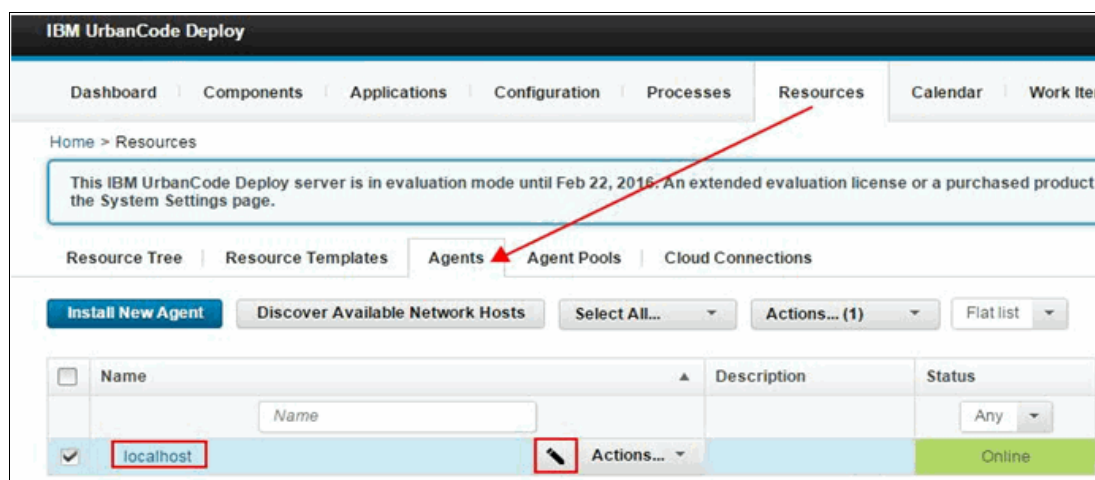 IBM UrbanCode Deploy
Dashboard Components Applications Configuration Processes Resources Calendar Work Ite
Home > Resources
This IBM UrbanCode Deploy server is in evaluation mode until Feb 22, 2016. An extended evaluation license or a purchased product
the System Settings page.
Resource Tree Resource Templates Agents Agent Pools Cloud Connections
Install New Agent Discover Available Network Hosts Select All... Actions... (1) Flat list
Name Description Status
Name Any
localhost Actions... Online